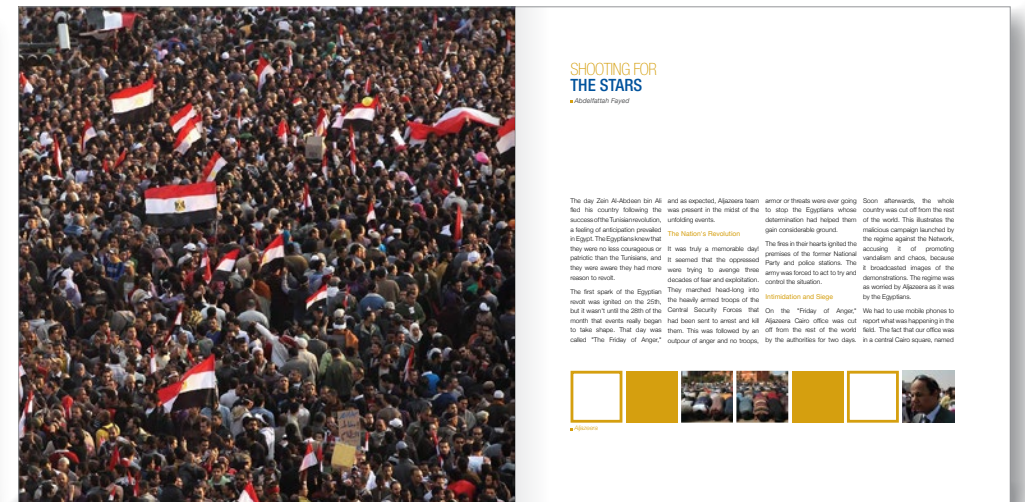 SHOOTING FOR
THE STARS
Abdelfattah Fayed
The day Zein Al-Abdeen bin Ali
fled his country following the
success of the Tunisian revolution,
a feeling of anticipation prevailed
in Egypt. The Egyptians knew that
they were no less courageous or
patriotic than the Tunisians, and
they were aware they had more
reason to revolt.
The first spark of the Egyptian
revolt was ignited on the 25th,
but it wasn't until the 28th of the
month that events really began
to take shape. That day was
called "The Friday of Anger,"
and as expected, Aljazeera team
was present in the midst of the
unfolding events.
The Nation's Revolution
It was truly a memorable day!
It seemed that the oppressed
were trying to avenge three
decades of fear and exploitation.
They marched head-long into
the heavily armed troops of the
Central Security Forces that
had been sent to arrest and kill
them. This was followed by an
outpour of anger and no troops,
armor or threats were ever going
to stop the Egyptians whose
determination had helped them
gain considerable ground.
The fires in their hearts ignited the
premises of the former National
Party and police stations. The
army was forced to act to try and
control the situation.
Intimidation and Siege
On the "Friday of Anger,"
Aljazeera Cairo office was cut
off from the rest of the world
by the authorities for two days.
Soon afterwards, the whole
country was cut off from the rest
of the world. This illustrates the
malicious campaign launched by
the regime against the Network,
accusing it of promoting
vandalism and chaos, because
it broadcasted images of the
demonstrations. The regime was
as worried by Aljazeera as it was
by the Egyptians.
We had to use mobile phones to
report what was happening in the
field. The fact that our office was
in a central Cairo square, named
Aljazeera